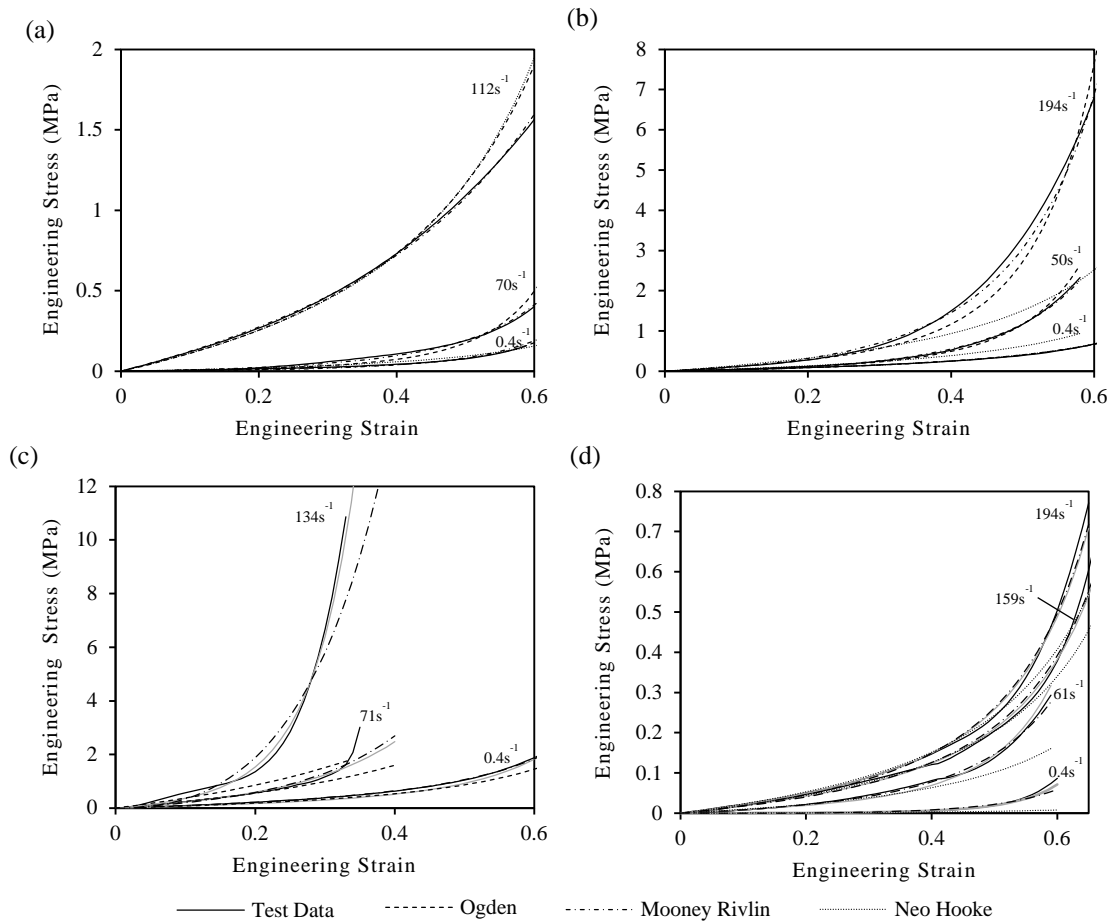 (a)
Engineering Stress (MPa)
2
1.5
1
0.5
0
112s⁻¹
70s⁻¹
0.4s⁻¹
0 0.2 0.4 0.6
Engineering Strain
(b)
Engineering Stress (MPa)
8
7
6
5
4
3
2
1
0
194s⁻¹
50s⁻¹
0.4s⁻¹
0 0.2 0.4 0.6
Engineering Strain
(c)
Engineering Stress (MPa)
12
10
8
6
4
2
0
134s⁻¹
71s⁻¹
0.4s⁻¹
0 0.2 0.4 0.6
Engineering Strain
(d)
Engineering Stress (MPa)
0.8
0.7
0.6
0.5
0.4
0.3
0.2
0.1
0
194s⁻¹
159s⁻¹
61s⁻¹
0.4s⁻¹
0 0.2 0.4 0.6
Engineering Strain
Test Data Ogden Mooney Rivlin Neo Hooke